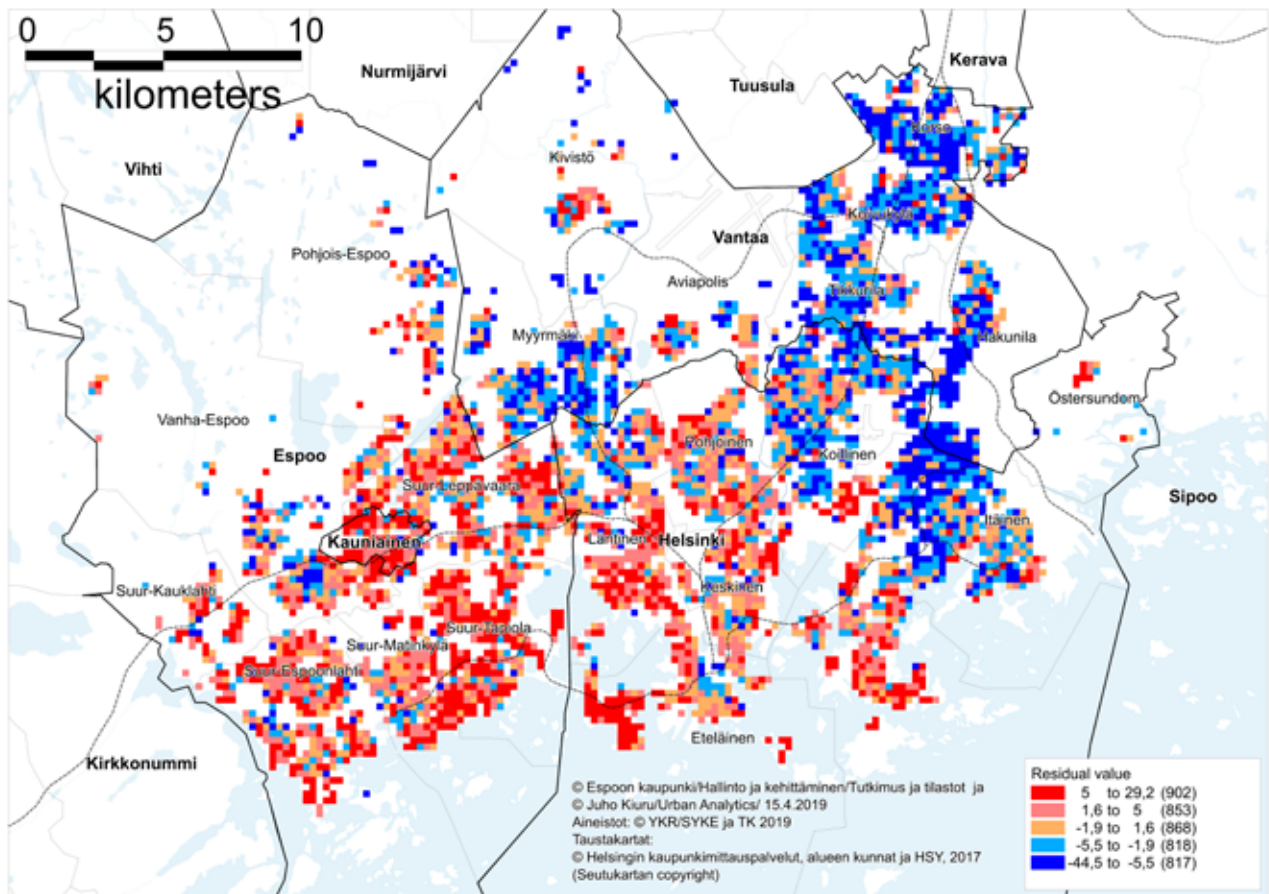 0 5 10
kilometers
Nurmijärvi
Tuusula
Kerava
Vihti
Korso
Kivistö
Koivukylä
Vantaa
Pohjois-Espoo
Aviapolis
Tikkurila
Myyrmäki
Hakunila
Östersundom
Vanha-Espoo
Espoo
Pohjoinen
Koillinen
Suur-Leppävaara
Sipoo
Itäinen
Kauniainen
Läntinen
Helsinki
Suur-Kauklahti
Keskinen
Suur-Tapiola
Suur-Matinkylä
Suur-Espoonlahti
Eteläinen
Kirkkonummi
© Espoon kaupunki/Hallinto ja kehittäminen/Tutkimus ja tilastot ja
© Juho Kiuru/Urban Analytics/ 15.4.2019
Aineistot: © YKR/SYKE ja TK 2019
Taustakartat:
© Helsingin kaupunkimittauspalvelut, alueen kunnat ja HSY, 2017
(Seutukartan copyright)
Residual value
5 to 29,2 (902)
1,6 to 5 (853)
-1,9 to 1,6 (868)
-5,5 to -1,9 (818)
-44,5 to -5,5 (817)